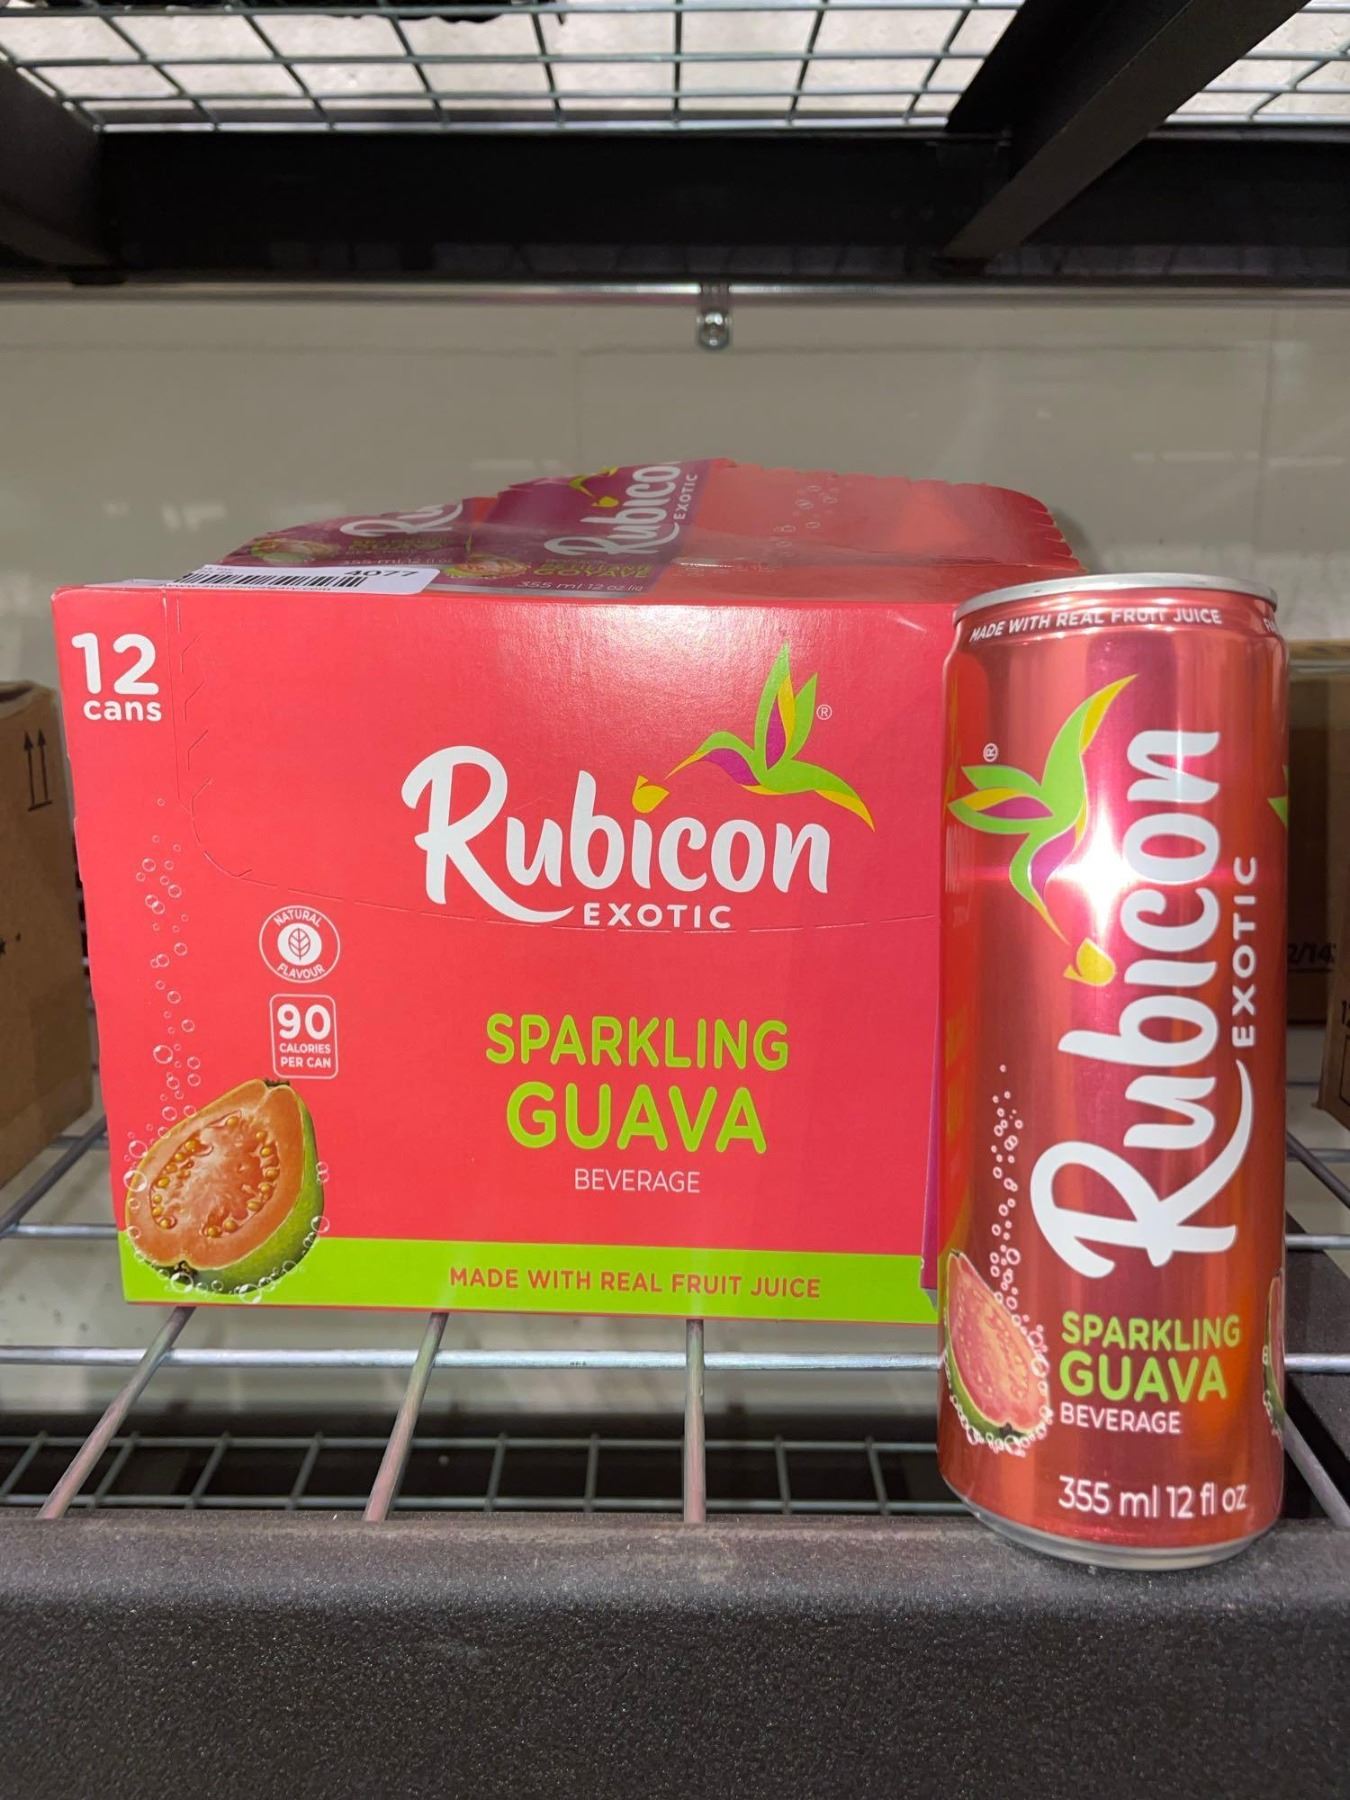 Rubicon
EXOTIC
355 ml 12 oz liq
4077
12
cans
Rubicon
®
EXOTIC
NATURAL
FLAVOUR
90
CALORIES
PER CAN
SPARKLING
GUAVA
BEVERAGE
MADE WITH REAL FRUIT JUICE
MADE WITH REAL FRUIT JUICE
®
Rubicon
EXOTIC
SPARKLING
GUAVA
BEVERAGE
355 ml 12 fl oz